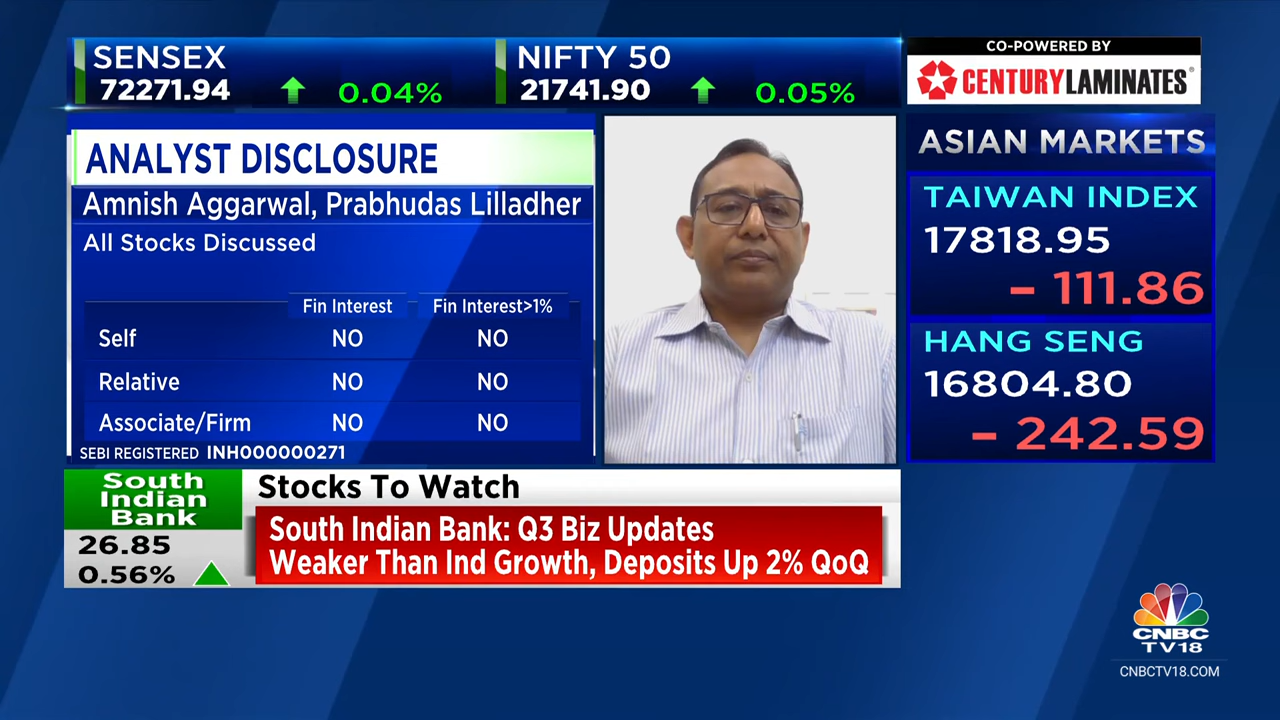 SENSEX
72271.94 0.04%
NIFTY 50
21741.90 0.05%
CO-POWERED BY
CENTURYLAMINATES®
ANALYST DISCLOSURE
Amnish Aggarwal, Prabhudas Lilladher
All Stocks Discussed
Fin Interest Fin Interest>1%
Self NO NO
Relative NO NO
Associate/Firm NO NO
SEBI REGISTERED INH000000271
ASIAN MARKETS
TAIWAN INDEX
17818.95
- 111.86
HANG SENG
16804.80
- 242.59
South
Indian
Bank
26.85
0.56%
Stocks To Watch
South Indian Bank: Q3 Biz Updates
Weaker Than Ind Growth, Deposits Up 2% QoQ
CNBC
TV18
CNBCTV18.COM